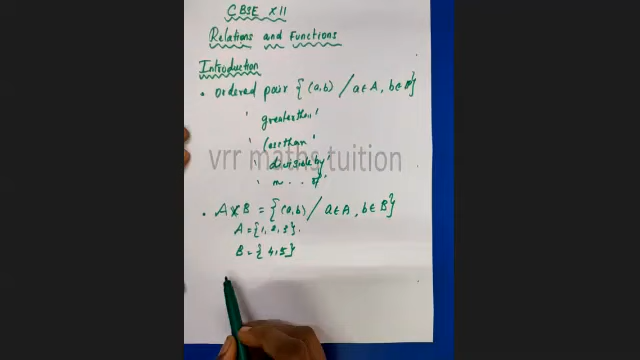 CBSE XII
Relations and Functions
Introduction
• Ordered pair {(a,b) / a∈A, b∈B}
' greater than '
' less than '
' divisible by '
vrr maths tuition
• A×B = {(a,b) / a∈A, b∈B}
A = {1, 2, 3}.
B = {4,5}